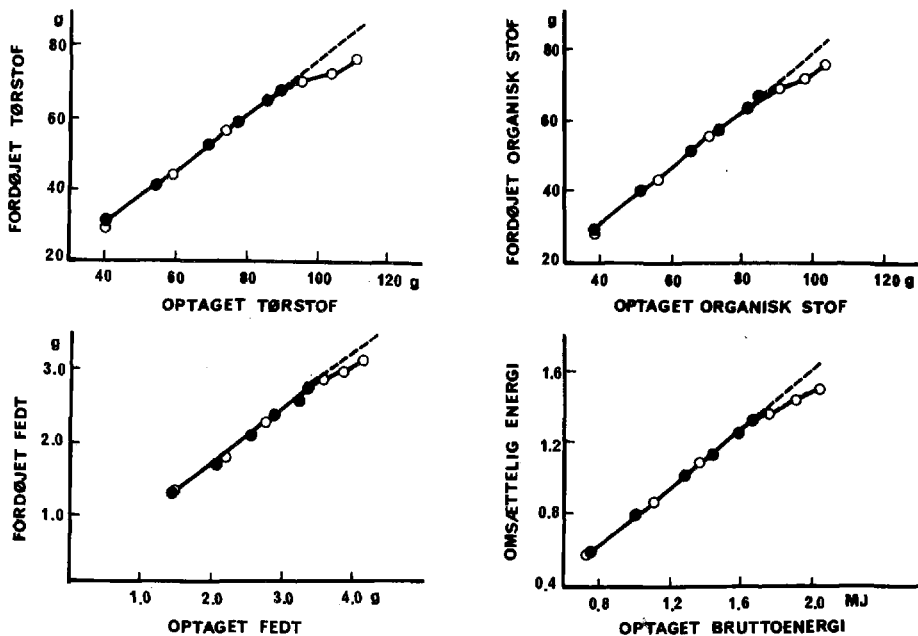 g
80
60
40
20
FORDØJET TØRSTOF
40 60 80 100 120 g
OPTAGET TØRSTOF
g
80
60
40
20
FORDØJET ORGANISK STOF
40 60 80 100 120 g
OPTAGET ORGANISK STOF
g
3.0
2.0
1.0
FORDØJET FEDT
1.0 2.0 3.0 4.0 g
OPTAGET FEDT
1.6
1.2
0.8
0.4
OMSÆTTELIG ENERGI
0.8 1.2 1.6 2.0 MJ
OPTAGET BRUTTOENERGI